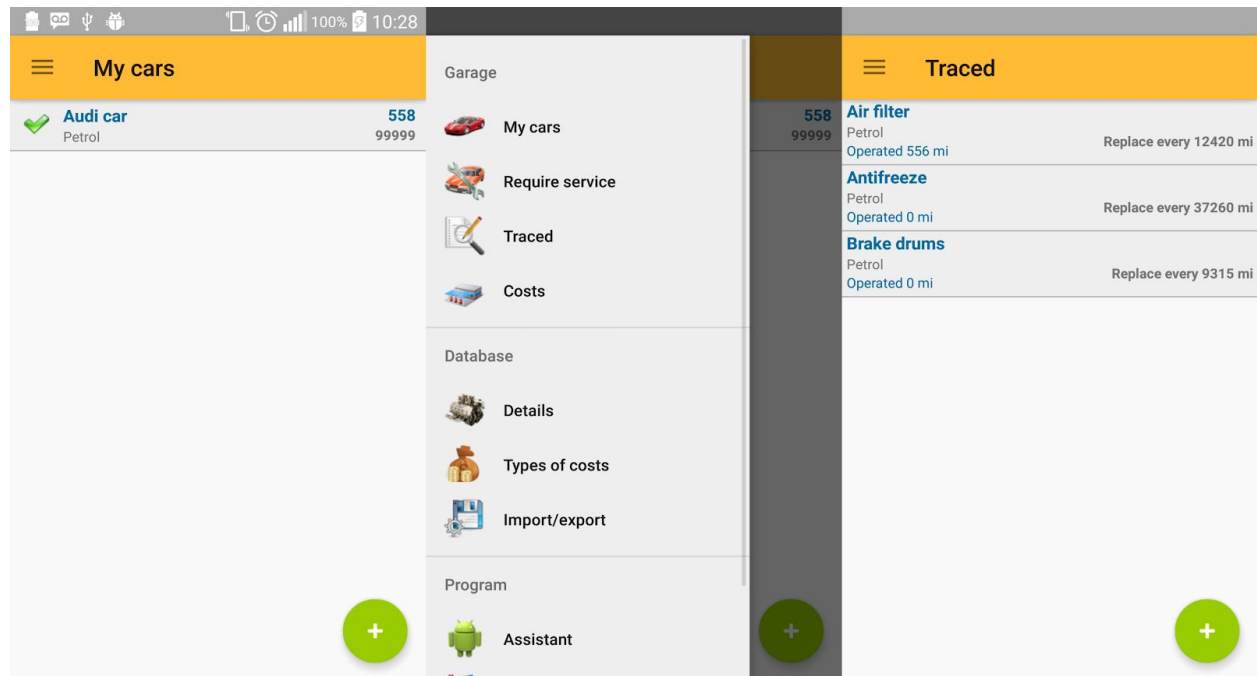 100% 10:28
My cars
Audi car 558
Petrol 99999
Garage
My cars
Require service
Traced
Costs
Database
Details
Types of costs
Import/export
Program
Assistant
558
99999
Traced
Air filter
Petrol
Replace every 12420 mi
Operated 556 mi
Antifreeze
Petrol
Replace every 37260 mi
Operated 0 mi
Brake drums
Petrol
Replace every 9315 mi
Operated 0 mi